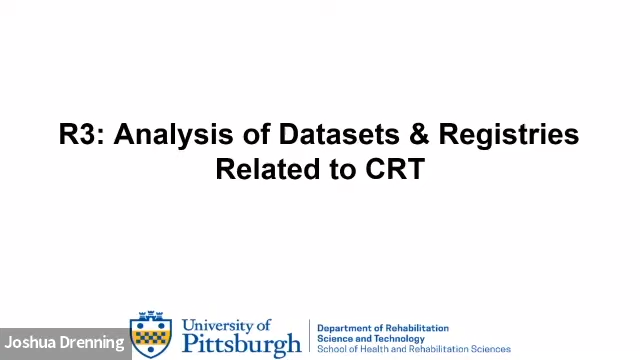 R3: Analysis of Datasets & Registries
Related to CRT
Joshua Drenning
University of
Pittsburgh
Department of Rehabilitation
Science and Technology
School of Health and Rehabilitation Sciences